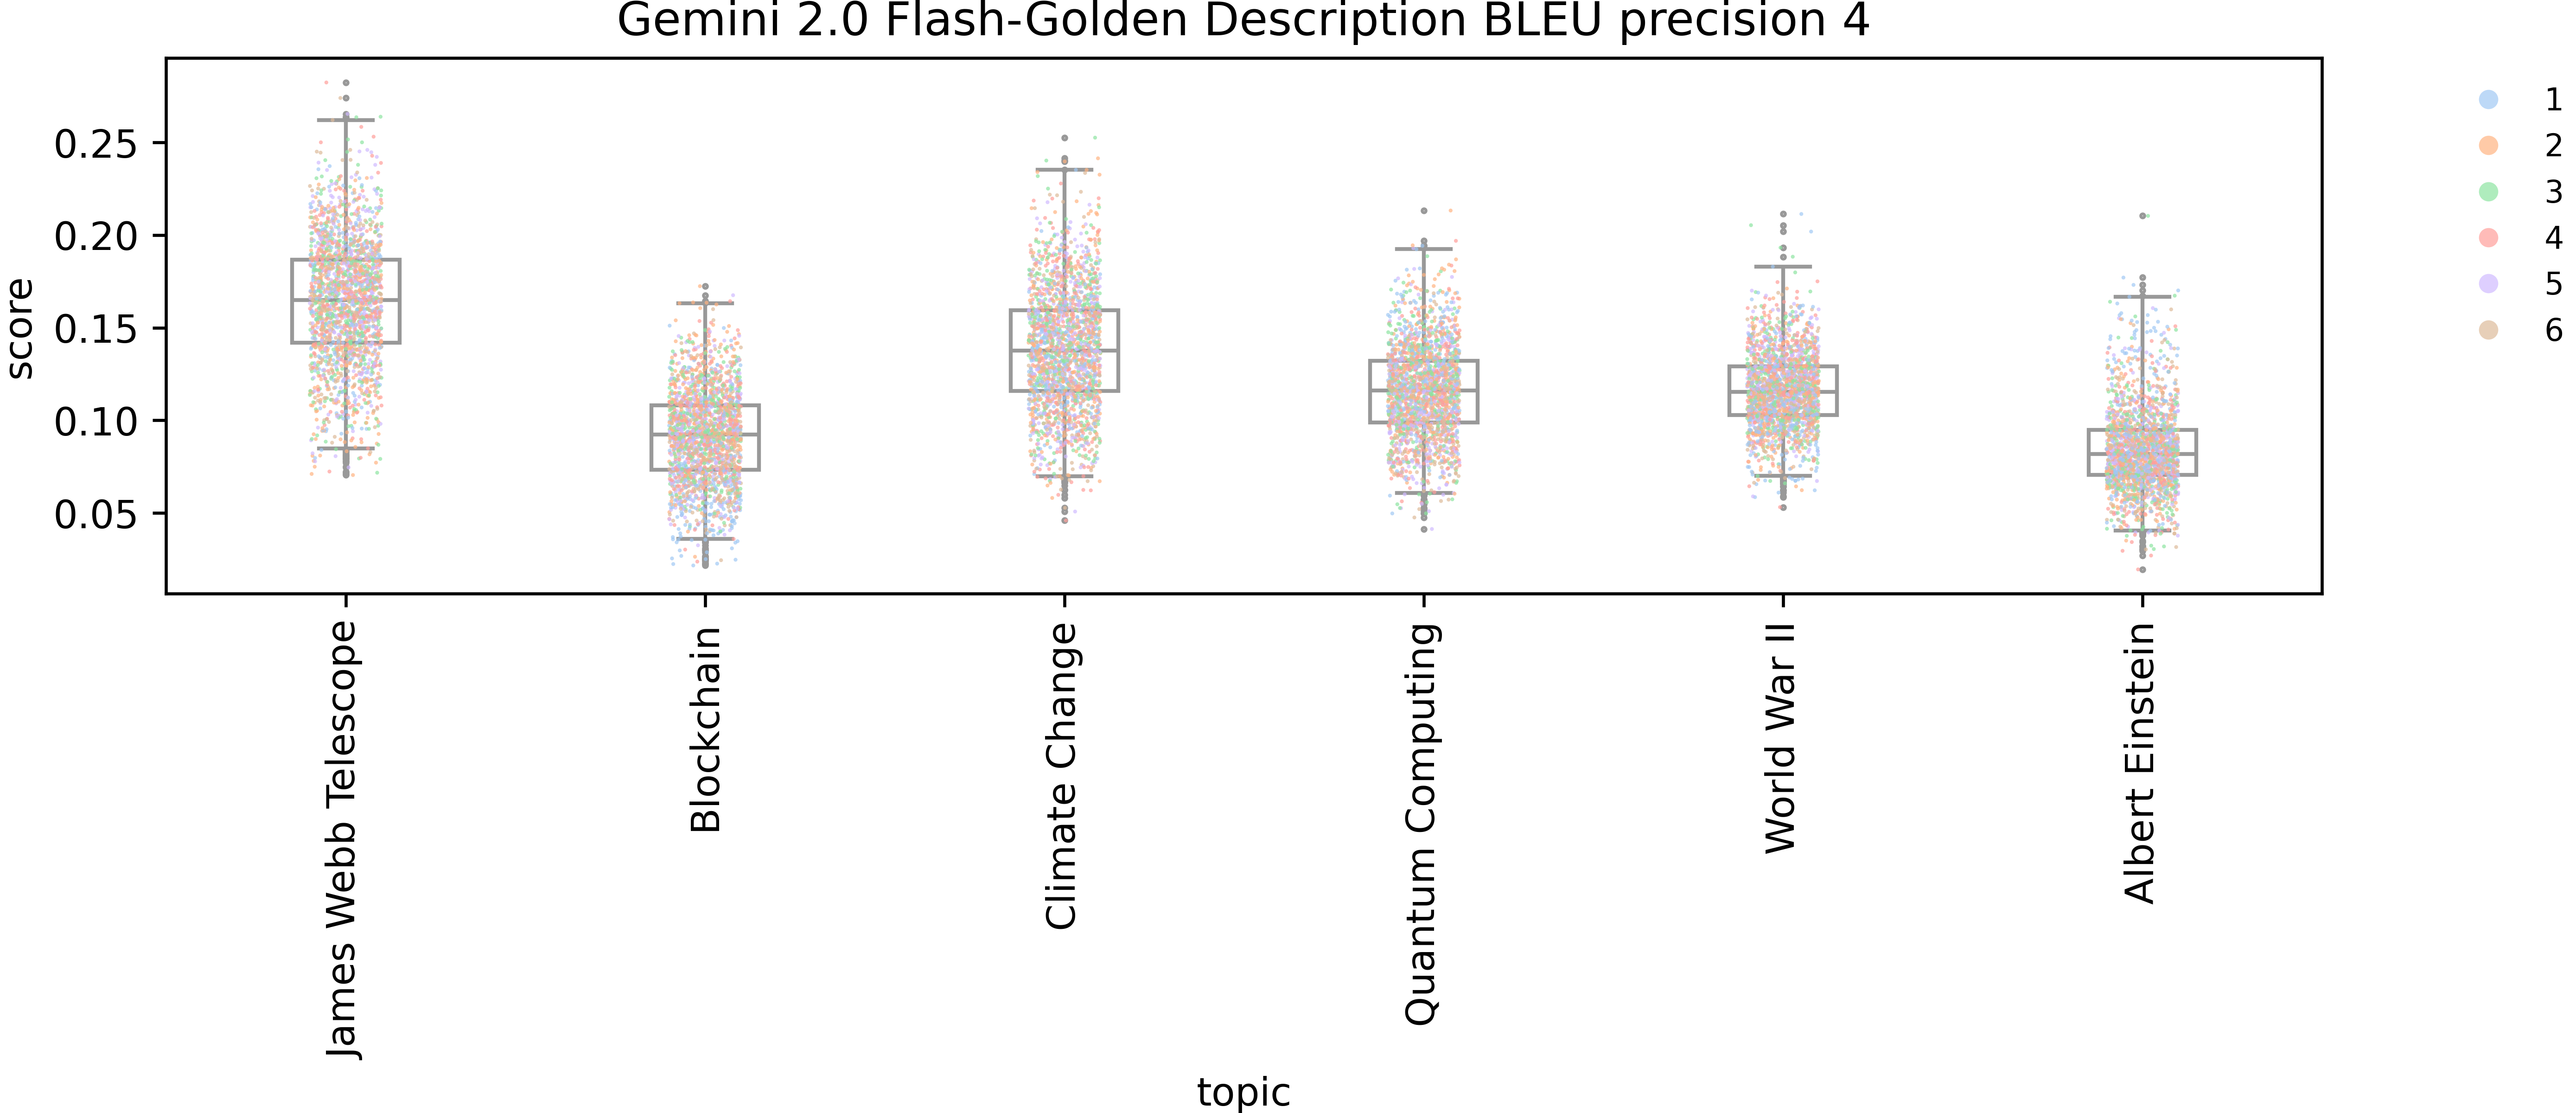 Gemini 2.0 Flash-Golden Description BLEU precision 4
score
0.25
0.20
0.15
0.10
0.05
James Webb Telescope
Blockchain
Climate Change
Quantum Computing
World War II
Albert Einstein
topic
1
2
3
4
5
6